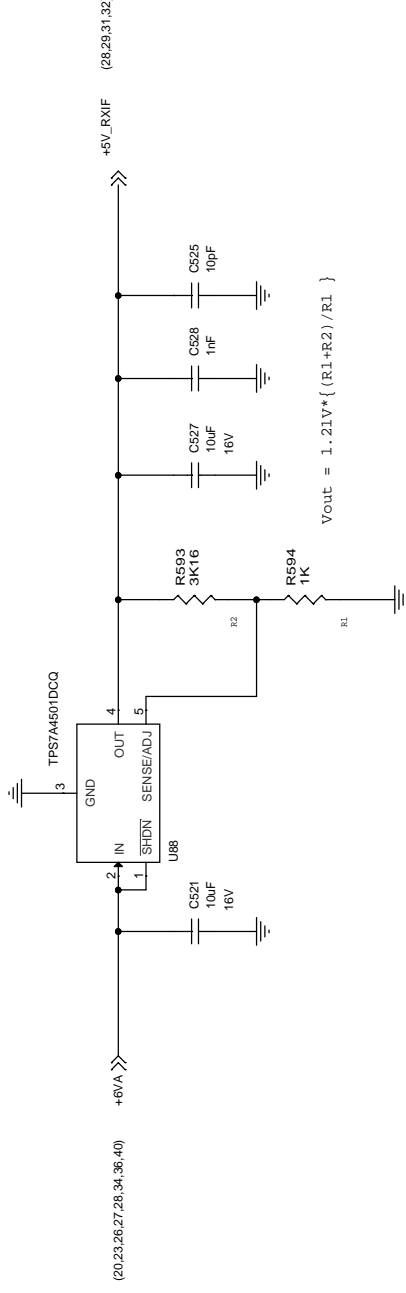 (20,23,26,27,28,34,36,40)
+6VA
C521
10uF
16V
TPS7A4501DCQ
3
GND
2
IN
OUT
4
1
SHDN
SENSE/ADJ
5
U88
R593
3K16
R2
R594
1K
R1
C527
10uF
16V
C528
1nF
C525
10pF
+5V_RXIF
(28,29,31,32
Vout = 1.21V*{(R1+R2)/R1 }